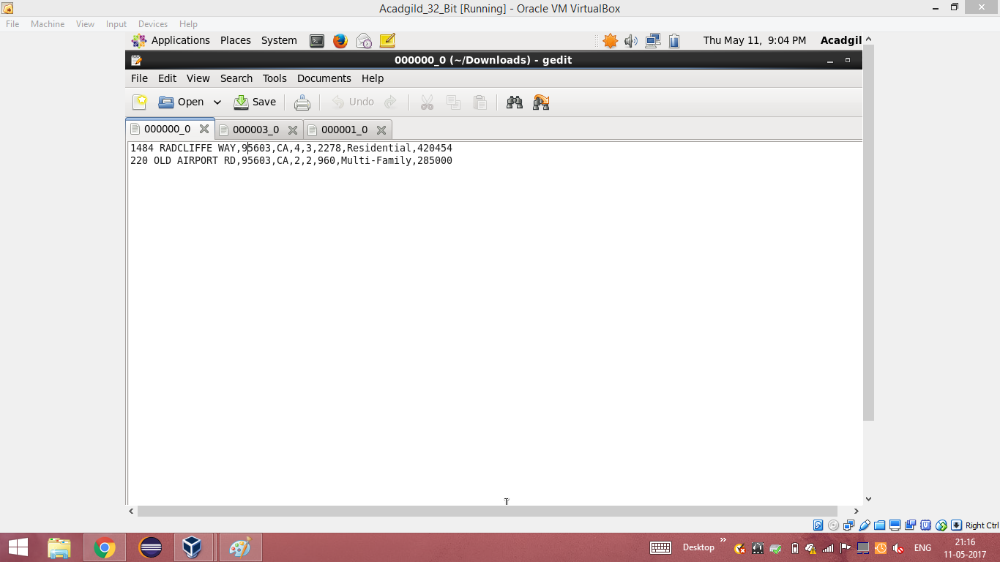 Acadgild_32_Bit [Running] - Oracle VM VirtualBox
File Machine View Input Devices Help
Applications Places System Thu May 11, 9:04 PM Acadgil
000000_0 (~/Downloads) - gedit
File Edit View Search Tools Documents Help
Open Save Undo
000000_0 000003_0 000001_0
1484 RADCLIFFE WAY,95603,CA,4,3,2278,Residential,420454
220 OLD AIRPORT RD,95603,CA,2,2,960,Multi-Family,285000
Right Ctrl
Desktop ENG 21:16
11-05-2017